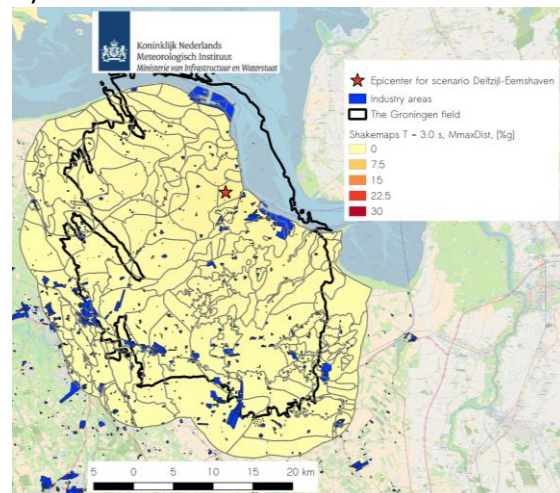 Koninklijk Nederlands
Meteorologisch Instituut
Ministerie van Infrastructuur en Waterstaat
Epicenter for scenario Delfzijl-Eemshaven
Industry areas
The Groningen field
Shakemaps T - 3.0 s, MmaxDist, [%g]
0
7.5
15
22.5
30
5 0 5 10 15 20 km